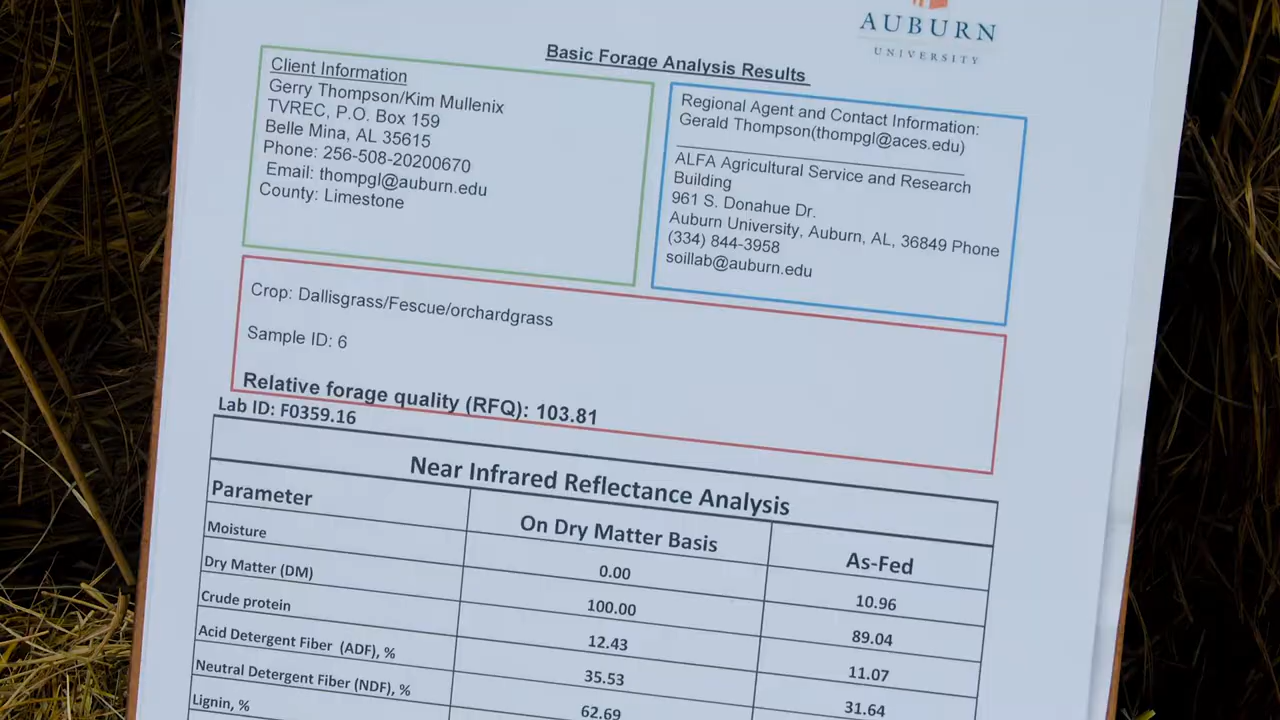 AUBURN
UNIVERSITY
Basic Forage Analysis Results
Client Information
Gerry Thompson/Kim Mullenix
TVREC, P.O. Box 159
Belle Mina, AL 35615
Phone: 256-508-20200670
Email: thompgl@auburn.edu
County: Limestone
Regional Agent and Contact Information:
Gerald Thompson(thompgl@aces.edu)
ALFA Agricultural Service and Research
Building
961 S. Donahue Dr.
Auburn University, Auburn, AL, 36849 Phone
(334) 844-3958
soillab@auburn.edu
Crop: Dallisgrass/Fescue/orchardgrass
Sample ID: 6
Relative forage quality (RFQ): 103.81
Lab ID: F0359.16
Near Infrared Reflectance Analysis
Parameter On Dry Matter Basis As-Fed
Moisture 0.00 10.96
Dry Matter (DM) 100.00 89.04
Crude protein 12.43 11.07
Acid Detergent Fiber (ADF), % 35.53 31.64
Neutral Detergent Fiber (NDF), % 62.69
Lignin, %